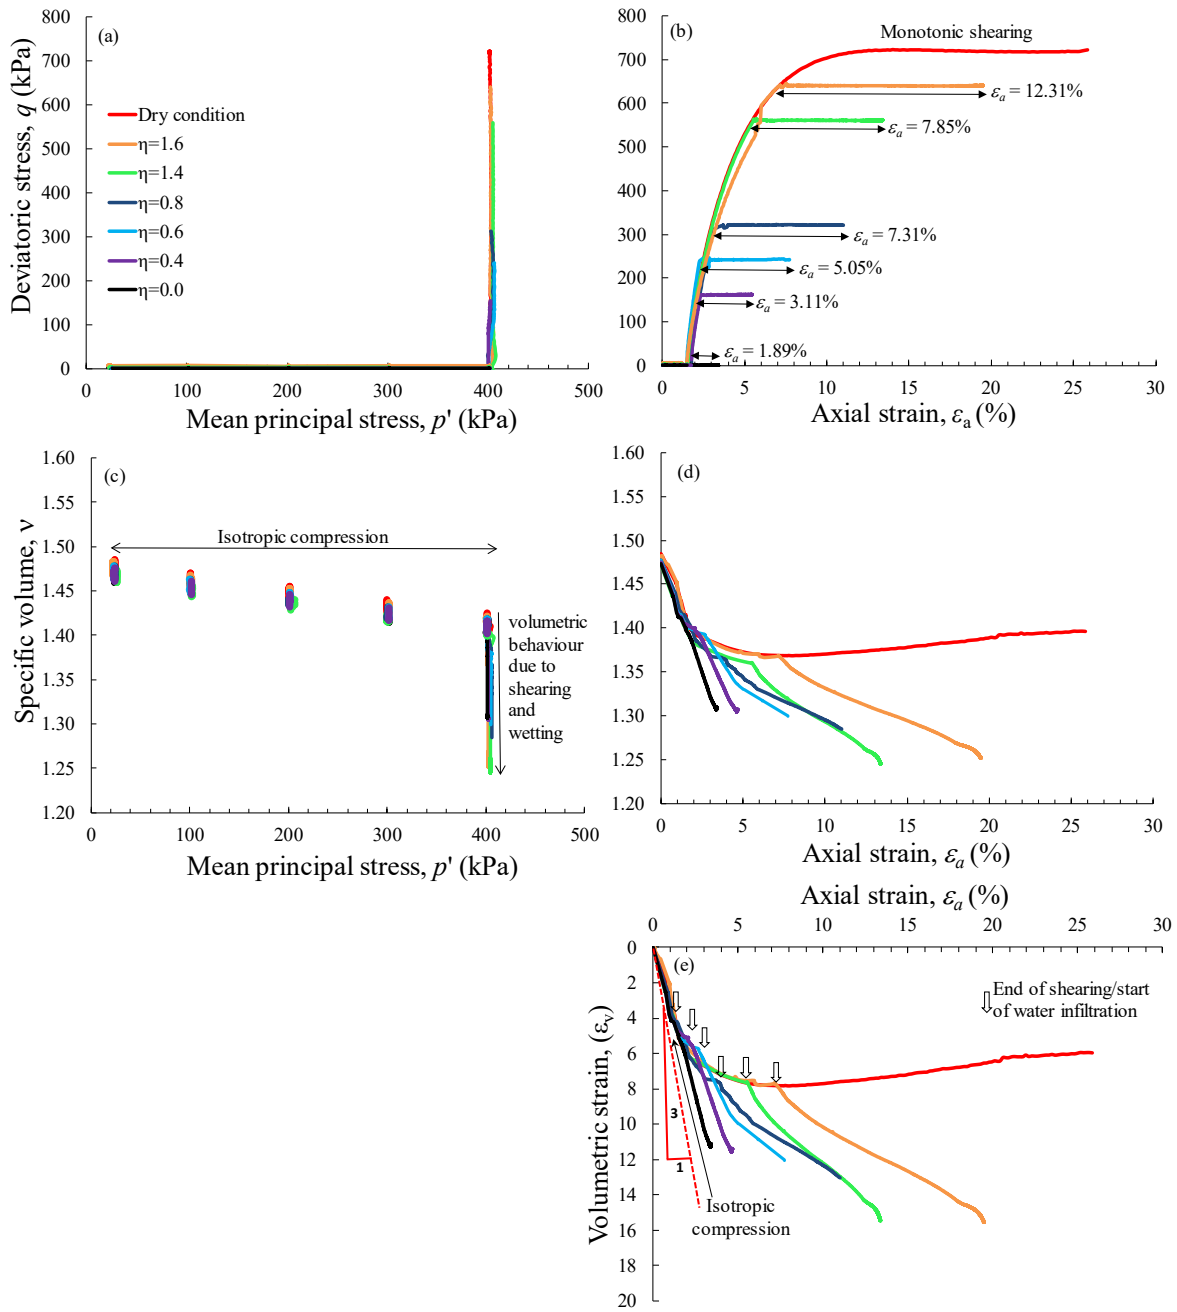 (a)
800
700
600
500
400
300
200
100
0
Deviatoric stress, q (kPa)
Dry condition
η=1.6
η=1.4
η=0.8
η=0.6
η=0.4
η=0.0
0 100 200 300 400 500
Mean principal stress, p' (kPa)
(b)
Monotonic shearing
800
700
600
500
400
300
200
100
0
εa = 12.31%
εa = 7.85%
εa = 7.31%
εa = 5.05%
εa = 3.11%
εa = 1.89%
0 5 10 15 20 25 30
Axial strain, εa (%)
(c)
1.60
1.55
1.50
1.45
1.40
1.35
1.30
1.25
1.20
Specific volume, ν
Isotropic compression
volumetric
behaviour
due to
shearing
and
wetting
0 100 200 300 400 500
Mean principal stress, p' (kPa)
(d)
1.60
1.55
1.50
1.45
1.40
1.35
1.30
1.25
1.20
0 5 10 15 20 25 30
Axial strain, εa (%)
Axial strain, εa (%)
0 5 10 15 20 25 30
(e)
0
2
4
6
8
10
12
14
16
18
20
Volumetric strain, (εv)
End of shearing/start
of water infiltration
3
1
Isotropic
compression